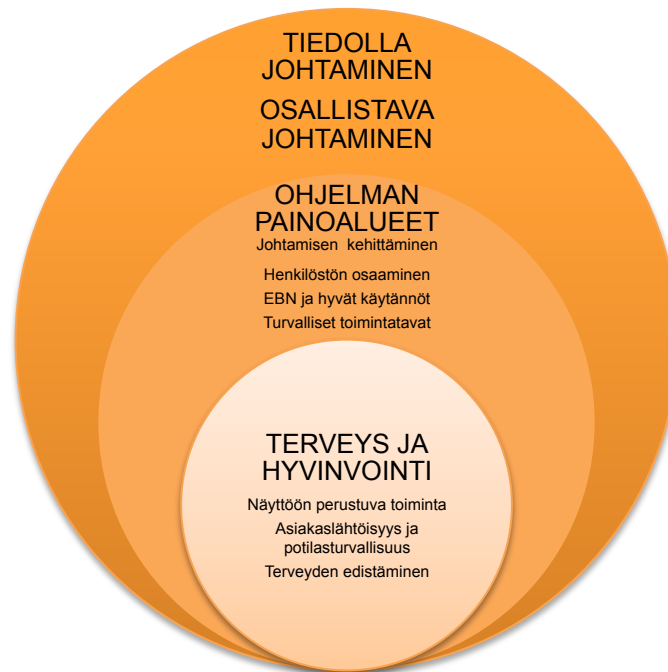 TIEDOLLA
JOHTAMINEN
OSALLISTAVA
JOHTAMINEN
OHJELMAN
PAINOALUEET
Johtamisen kehittäminen
Henkilöstön osaaminen
EBN ja hyvät käytännöt
Turvalliset toimintatavat
TERVEYS JA
HYVINVOINTI
Näyttöön perustuva toiminta
Asiakaslähtöisyys ja
potilasturvallisuus
Terveyden edistäminen